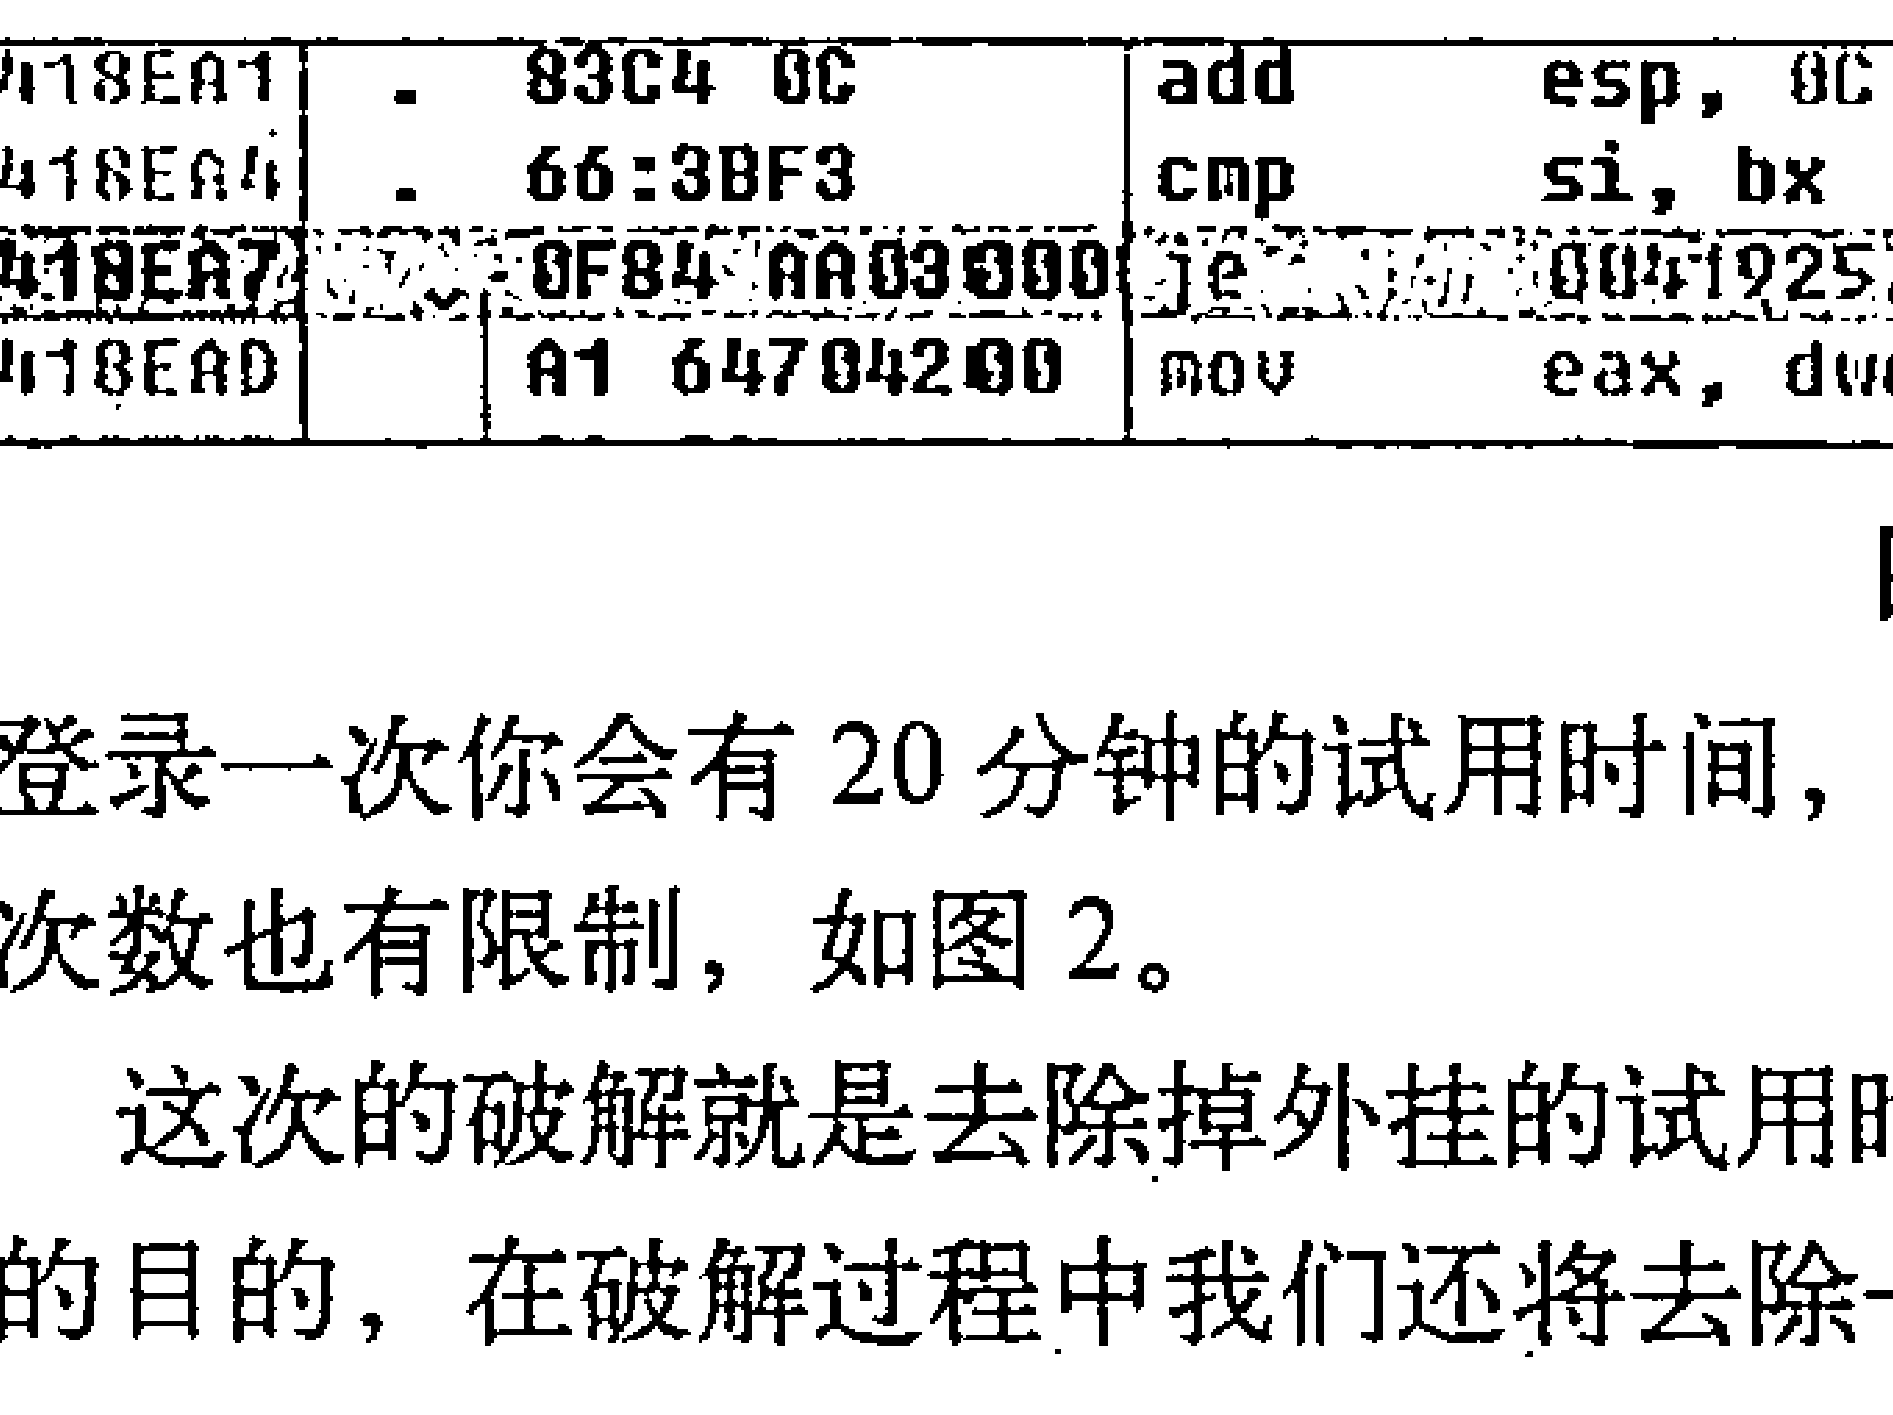 418EA1 . 83C4 0C add esp, 0C
418EA4 . 66:3BF3 cmp si, bx
418EA7 0F84 AA03000 je 0041925
418EAD A1 64704200 mov eax,
登录一次你会有 20 分钟的试用时间，
次数也有限制，如图 2。
这次的破解就是去除掉外挂的试用
的目的，在破解过程中我们还将去除